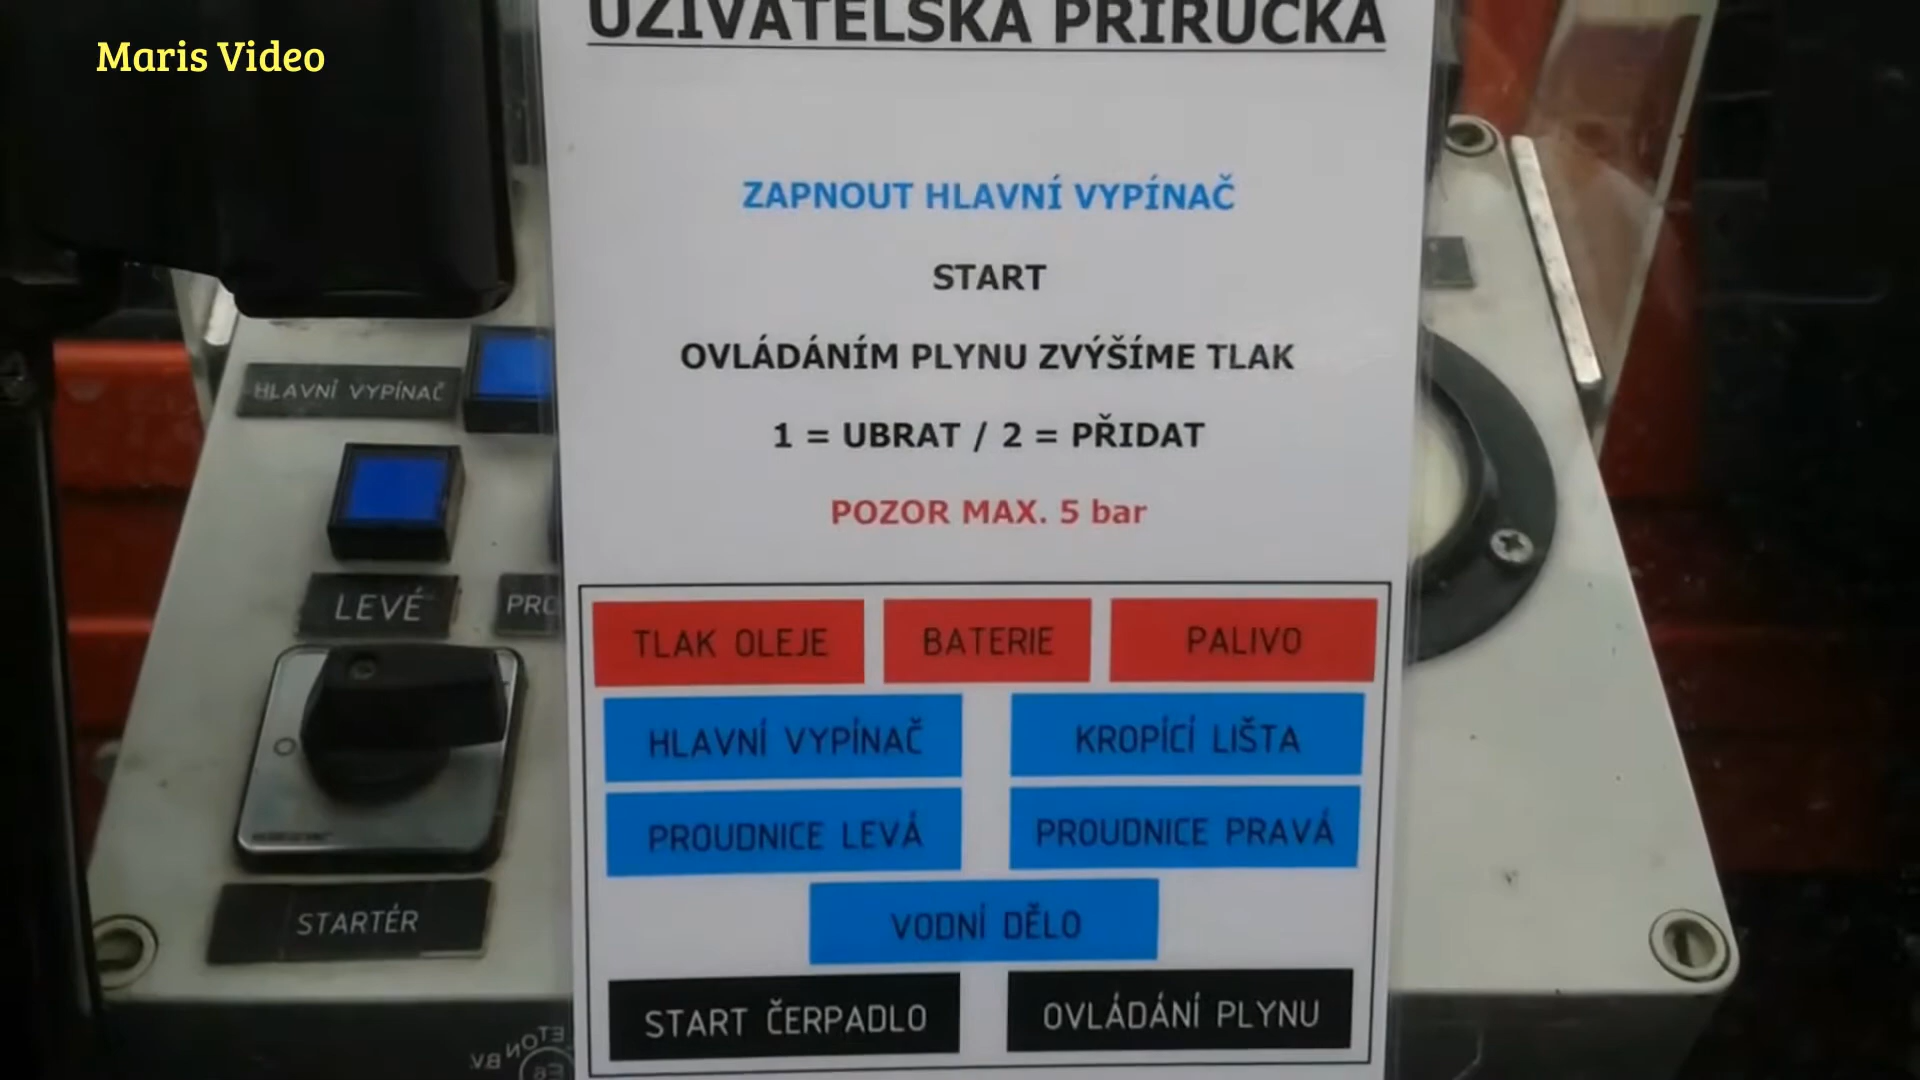 Maris Video
UŽIVATELSKÁ PŘÍRUČKA
ZAPNOUT HLAVNÍ VYPÍNAČ
START
OVLÁDÁNÍM PLYNU ZVÝŠÍME TLAK
1 = UBRAT / 2 = PŘIDAT
POZOR MAX. 5 bar
TLAK OLEJE BATERIE PALIVO
HLAVNÍ VYPÍNAČ KROPÍCÍ LIŠTA
PROUDNICE LEVÁ PROUDNICE PRAVÁ
VODNÍ DĚLO
START ČERPADLO OVLÁDÁNÍ PLYNU
HLAVNÍ VYPÍNAČ
LEVÉ
PRO
O
STARTÉR